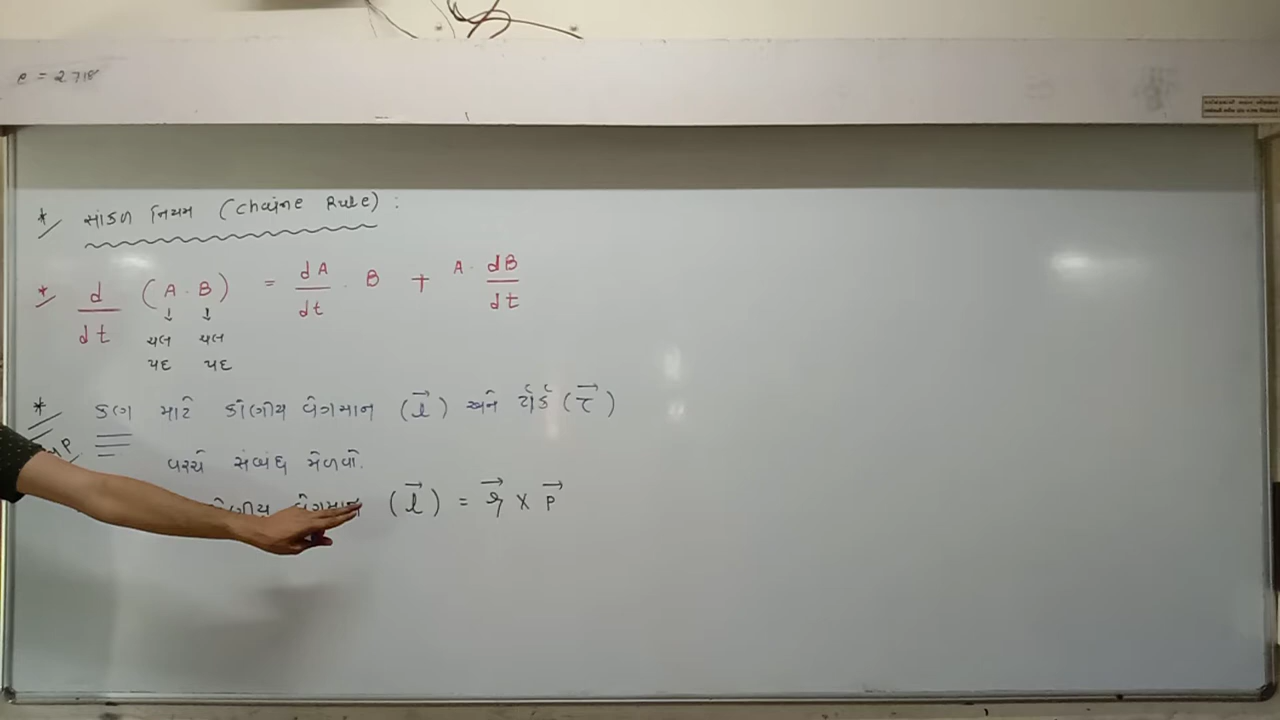 e = 2.718
* સાંકળ નિયમ (Chaine Rule) :
* d/dt (A · B) = dA/dt · B + A · dB/dt
↓ ↓
ચલ ચલ
પદ પદ
* કણ માટે કોણીય વેગમાન (l⃗) અને ટોર્ક (τ⃗)
વચ્ચે સંબંધ મેળવો.
વેગમાન (l⃗) = r⃗ × P⃗